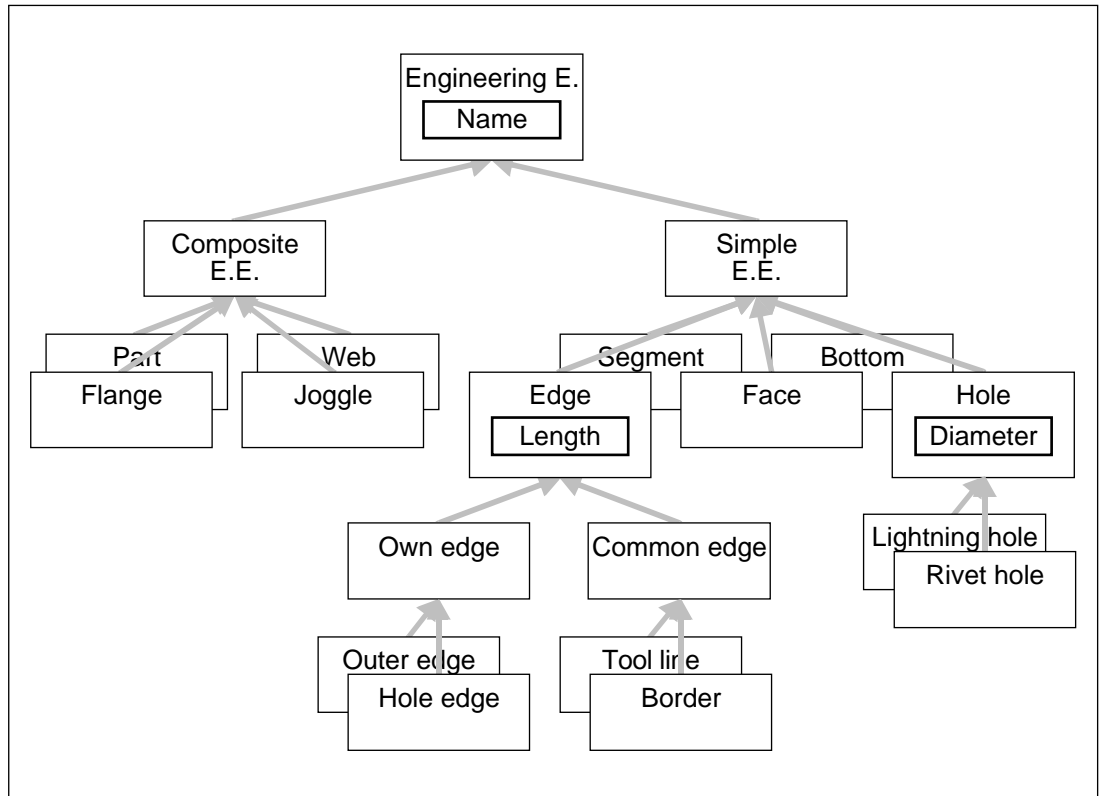 Engineering E.
Name
Composite
E.E.
Simple
E.E.
Part
Web
Segment
Bottom
Flange
Joggle
Edge
Face
Hole
Length
Diameter
Own edge
Common edge
Lightning hole
Rivet hole
Outer edge
Tool line
Hole edge
Border